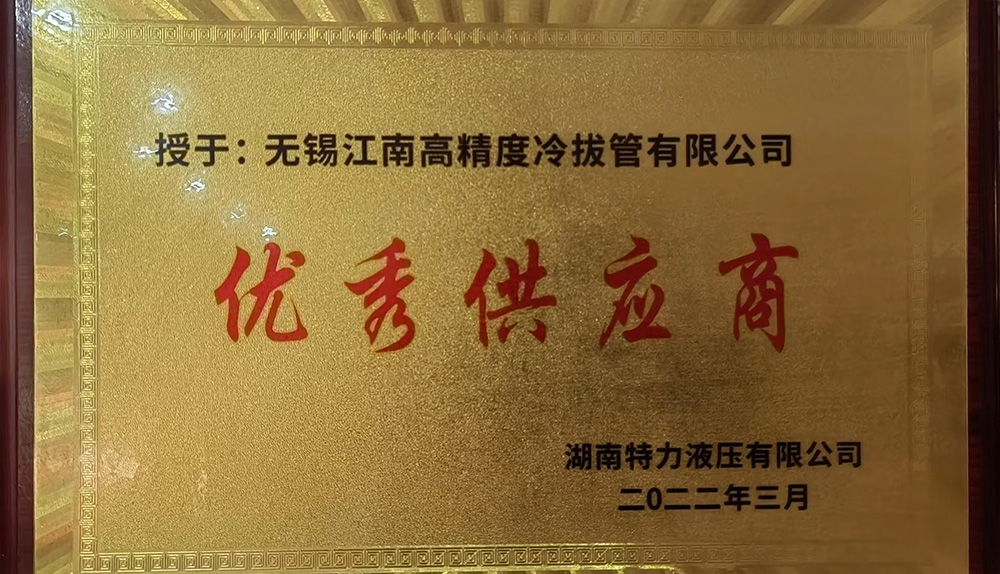 授于：无锡江南高精度冷拔管有限公司
优秀供应商
湖南特力液压有限公司
二0二二年三月